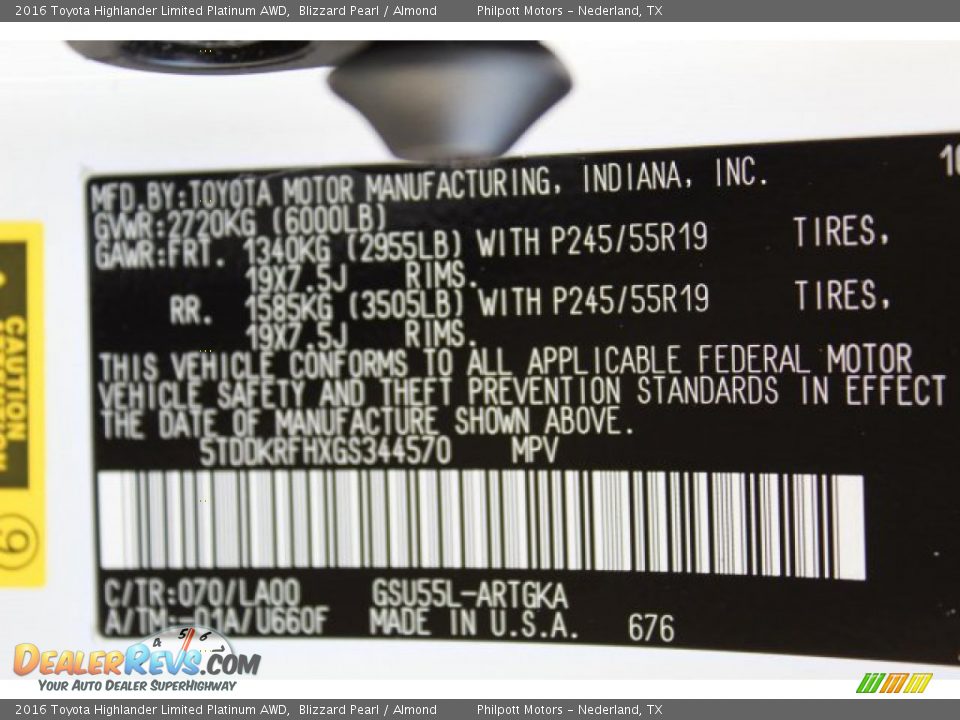 2016 Toyota Highlander Limited Platinum AWD, Blizzard Pearl / Almond Philpott Motors - Nederland, TX
10
MFD.BY:TOYOTA MOTOR MANUFACTURING, INDIANA, INC.
GVWR:2720KG (6000LB)
GAWR:FRT. 1340KG (2955LB) WITH P245/55R19 TIRES,
19X7.5J RIMS.
RR. 1585KG (3505LB) WITH P245/55R19 TIRES,
19X7.5J RIMS.
THIS VEHICLE CONFORMS TO ALL APPLICABLE FEDERAL MOTOR
VEHICLE SAFETY AND THEFT PREVENTION STANDARDS IN EFFECT
THE DATE OF MANUFACTURE SHOWN ABOVE.
5TDDKRFHXGS344570 MPV
C/TR:070/LA00 GSU55L-ARTGKA
A/TM:-01A/U660F MADE IN U.S.A. 676
CAUTION
4 5 6
DEALERREVS.COM
YOUR AUTO DEALER SUPERHIGHWAY
2016 Toyota Highlander Limited Platinum AWD, Blizzard Pearl / Almond Philpott Motors - Nederland, TX